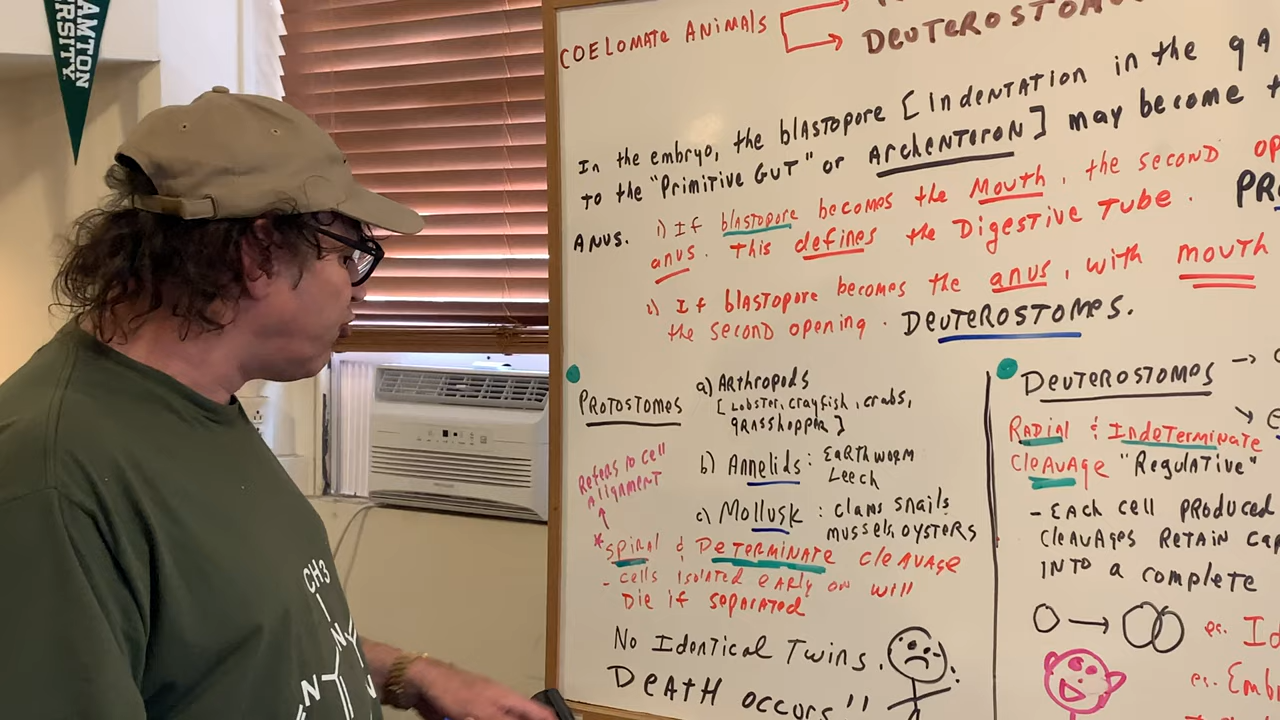 AMTON
ERSITY
COELOMATE ANIMALS
DEUTEROSTOM
In the embryo, the blastopore [indentation in the
to the "Primitive GUT" or Archenteron] may become
ANUS.
1) If blastopore becomes the Mouth, the second
anus. This defines the Digestive Tube.
2) If blastopore becomes the anus, with mouth
the second opening. DEUTEROSTOMES.
PROTOSTOMES
a) Arthropods
[Lobster, crayfish, crabs,
grasshopper]
b) Annelids: Earthworm
Leech
c) Mollusk: clams snails
mussels, oysters
Refers to cell
Alignment
*Spiral & Determinate cleavage
- Cells isolated early on will
Die if separated
No Identical Twins.
Death occurs"
Deuterostomes
Radial & Indeterminate
cleavage "Regulative"
- Each cell produced
cleavages retain
into a complete
eg.
eg.
CH3
N
N